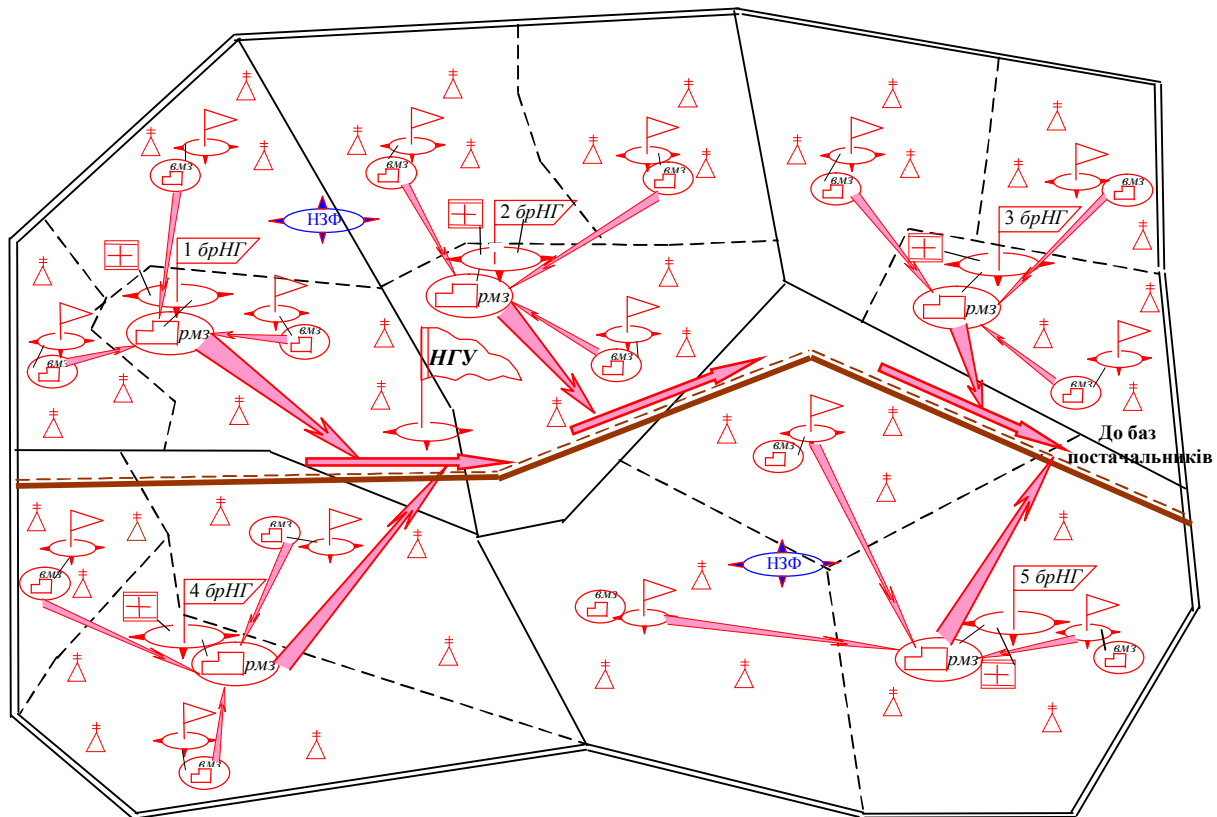 вмз
вмз
вмз
вмз
вмз
НЗФ
2 брНГ
3 брНГ
1 брНГ
рмз
рмз
рмз
вмз
вмз
НГУ
вмз
вмз
До баз
постачальників
вмз
вмз
вмз
НЗФ
4 брНГ
5 брНГ
вмз
рмз
рмз
вмз
вмз